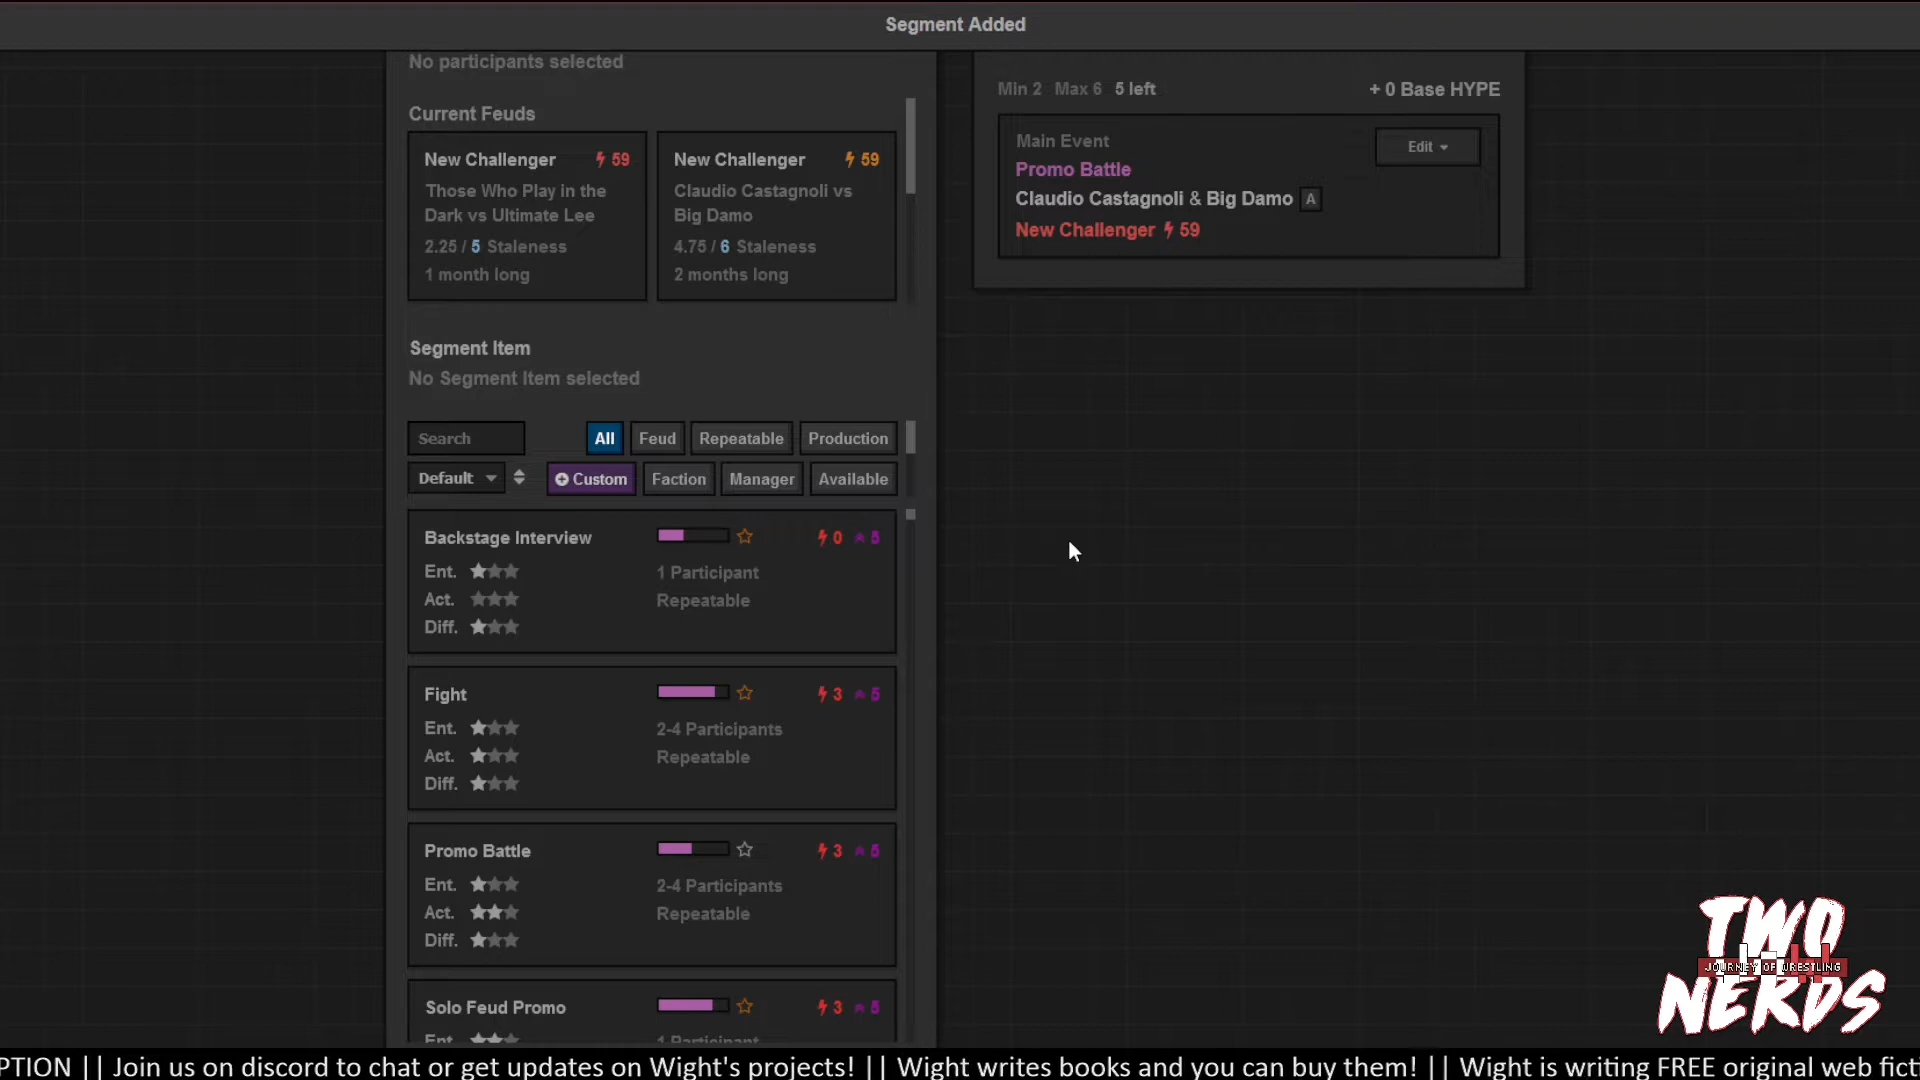 Segment Added
No participants selected
Current Feuds
New Challenger 59
Those Who Play in the
Dark vs Ultimate Lee
2.25 / 5 Staleness
1 month long
New Challenger 59
Claudio Castagnoli vs
Big Damo
4.75 / 6 Staleness
2 months long
Segment Item
No Segment Item selected
Search All Feud Repeatable Production
Default Custom Faction Manager Available
Backstage Interview 0 5
Ent. 1 Participant
Act. Repeatable
Diff.
Fight 3 5
Ent. 2-4 Participants
Act. Repeatable
Diff.
Promo Battle 3 5
Ent. 2-4 Participants
Act. Repeatable
Diff.
Solo Feud Promo 3 5
Ent. 1 Participant
Min 2 Max 6 5 left + 0 Base HYPE
Main Event Edit
Promo Battle
Claudio Castagnoli & Big Damo A
New Challenger 59
TWO
JOURNEY OF WRESTLING
NERDS
PTION || Join us on discord to chat or get updates on Wight's projects! || Wight writes books and you can buy them! || Wight is writing FREE original web fict